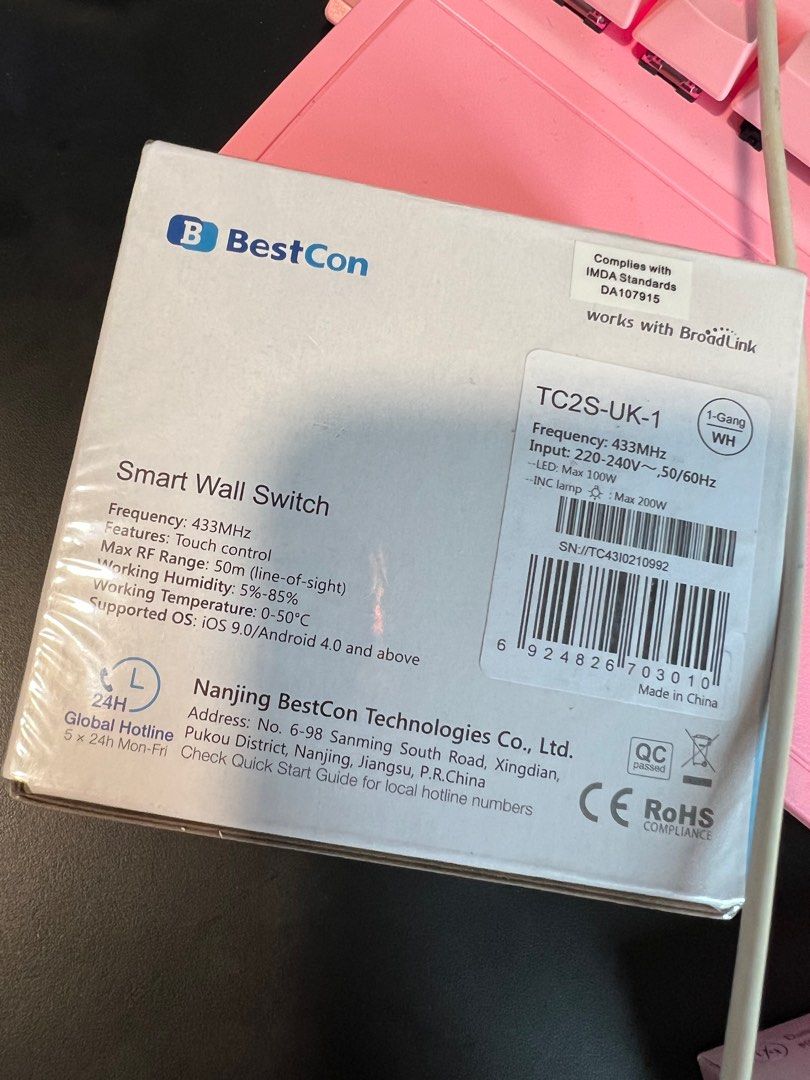 B BestCon
Complies with
IMDA Standards
DA107915
works with BroadLink
TC2S-UK-1
1-Gang
WH
Frequency: 433MHz
Input: 220-240V~,50/60Hz
--LED: Max 100W
--INC lamp : Max 200W
SN://TC43I0210992
6 924826 703010
Made in China
Smart Wall Switch
Frequency: 433MHz
Features: Touch control
Max RF Range: 50m (line-of-sight)
Working Humidity: 5%-85%
Working Temperature: 0-50°C
Supported OS: iOS 9.0/Android 4.0 and above
24H
Global Hotline
5 × 24h Mon-Fri
Nanjing BestCon Technologies Co., Ltd.
Address: No. 6-98 Sanming South Road, Xingdian,
Pukou District, Nanjing, Jiangsu, P.R.China
Check Quick Start Guide for local hotline numbers
QC
passed
CE
RoHS
COMPLIANCE